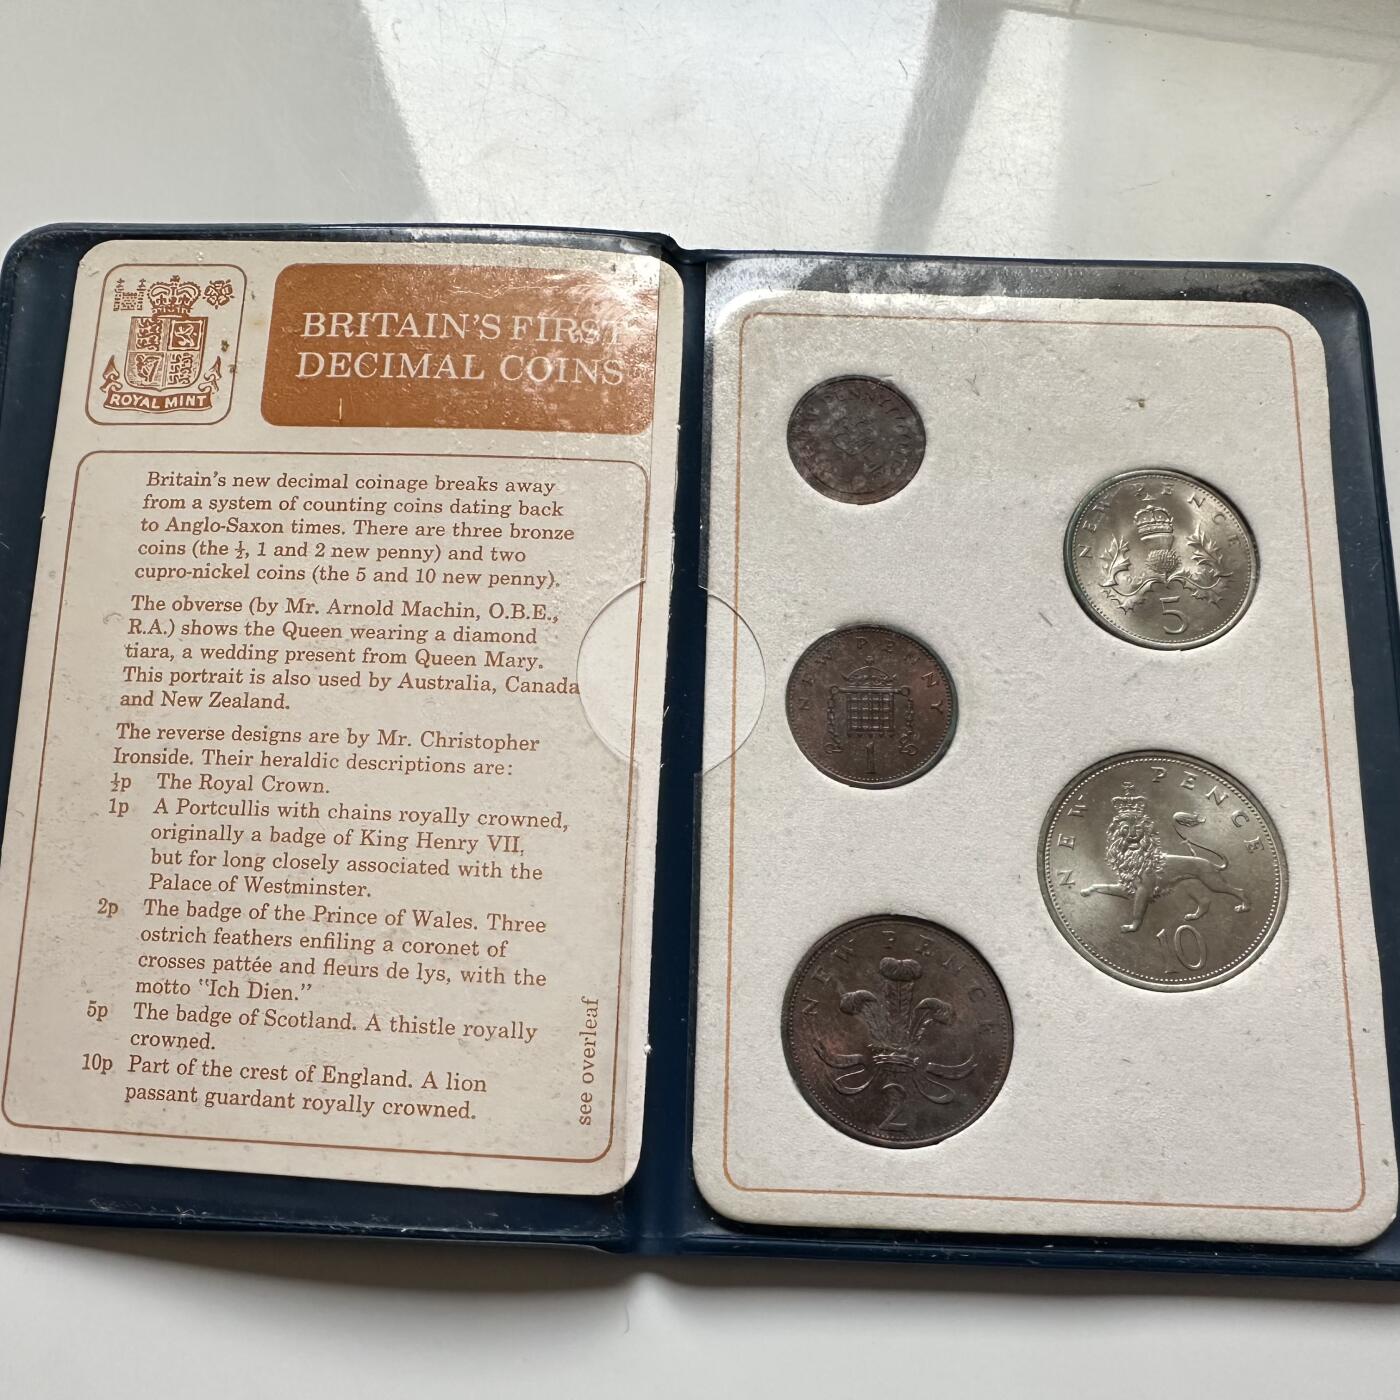 ROYAL MINT
BRITAIN'S FIRST
DECIMAL COINS
Britain's new decimal coinage breaks away
from a system of counting coins dating back
to Anglo-Saxon times. There are three bronze
coins (the ½, 1 and 2 new penny) and two
cupro-nickel coins (the 5 and 10 new penny).
The obverse (by Mr. Arnold Machin, O.B.E.,
R.A.) shows the Queen wearing a diamond
tiara, a wedding present from Queen Mary.
This portrait is also used by Australia, Canada
and New Zealand.
The reverse designs are by Mr. Christopher
Ironside. Their heraldic descriptions are:
½p The Royal Crown.
1p A Portcullis with chains royally crowned,
originally a badge of King Henry VII,
but for long closely associated with the
Palace of Westminster.
2p The badge of the Prince of Wales. Three
ostrich feathers enfiling a coronet of
crosses pattée and fleurs de lys, with the
motto "Ich Dien."
5p The badge of Scotland. A thistle royally
crowned.
10p Part of the crest of England. A lion
passant guardant royally crowned.
see overleaf
PENNY
NEW PENCE
5
NEW PENNY
1
NEW PENCE
10
NEW PENCE
2